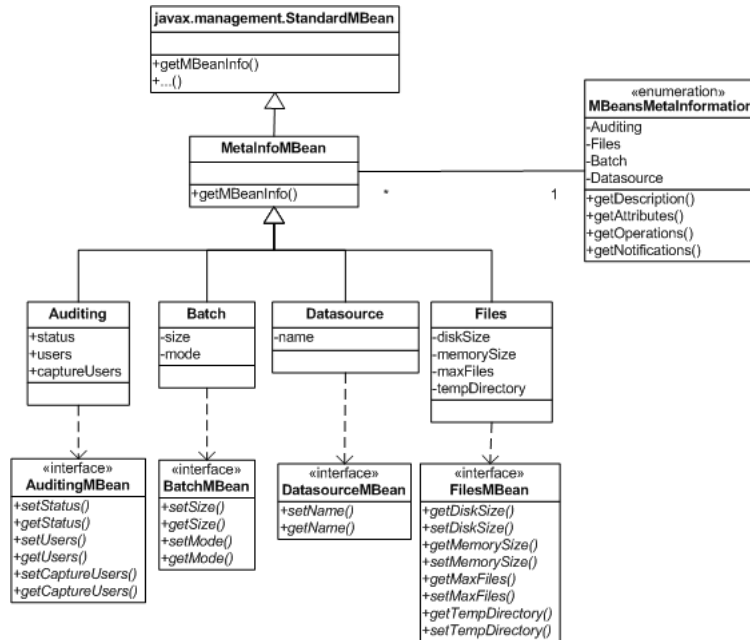 javax.management.StandardMBean
+getMBeanInfo()
+...()
MetaInfoMBean
+getMBeanInfo()
*
1
«enumeration»
MBeansMetaInformation
-Auditing
-Files
-Batch
-Datasource
+getDescription()
+getAttributes()
+getOperations()
+getNotifications()
Auditing
+status
+users
+captureUsers
Batch
-size
-mode
Datasource
-name
Files
-diskSize
-memorySize
-maxFiles
-tempDirectory
«interface»
AuditingMBean
+setStatus()
+getStatus()
+setUsers()
+getUsers()
+setCaptureUsers()
+getCaptureUsers()
«interface»
BatchMBean
+setSize()
+getSize()
+setMode()
+getMode()
«interface»
DatasourceMBean
+setName()
+getName()
«interface»
FilesMBean
+getDiskSize()
+setDiskSize()
+getMemorySize()
+setMemorySize()
+getMaxFiles()
+setMaxFiles()
+getTempDirectory()
+setTempDirectory()